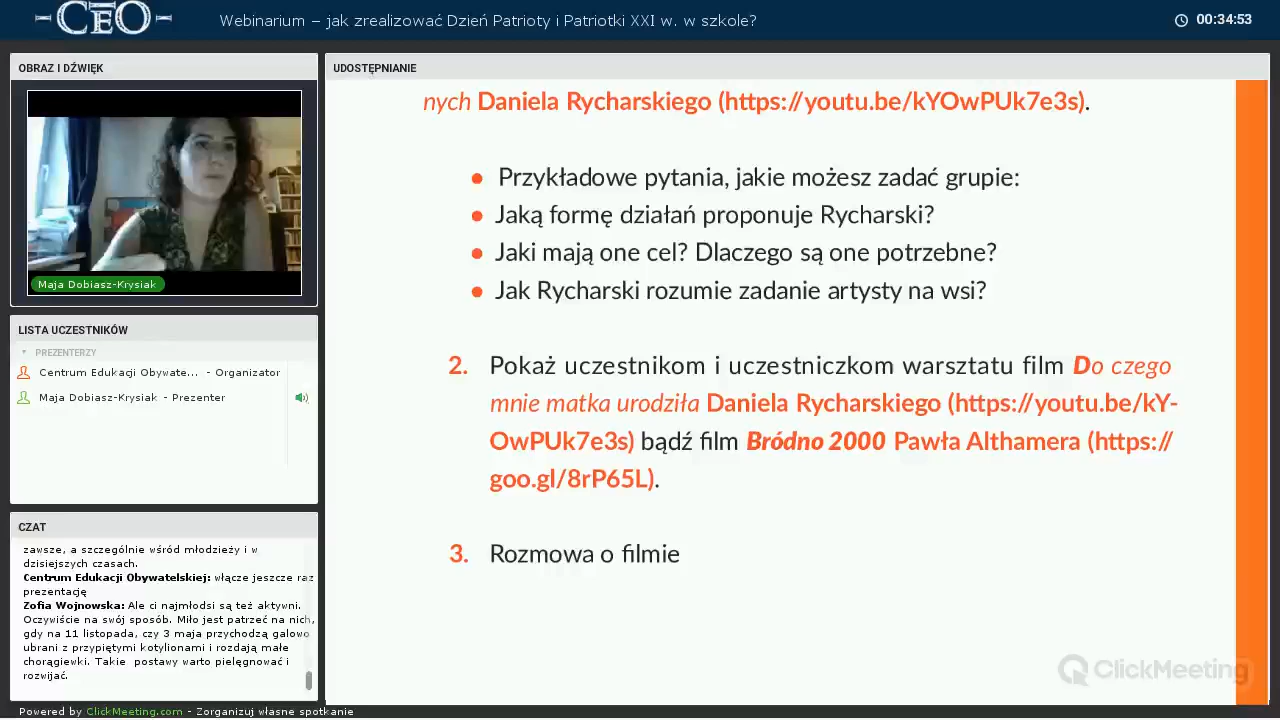 CEO
Webinarium – jak zrealizować Dzień Patrioty i Patriotki XXI w. w szkole?
00:34:53
OBRAZ I DŹWIĘK
Maja Dobiasz-Krysiak
LISTA UCZESTNIKÓW
PREZENTERZY
Centrum Edukacji Obywate... - Organizator
Maja Dobiasz-Krysiak - Prezenter
CZAT
zawsze, a szczególnie wśród młodzieży i w
dzisiejszych czasach.
Centrum Edukacji Obywatelskiej: włącze jeszcze raz
prezentację
Zofia Wojnowska: Ale ci najmłodsi są też aktywni.
Oczywiście na swój sposób. Miło jest patrzeć na nich,
gdy na 11 listopada, czy 3 maja przychodzą galowo
ubrani z przypiętymi kotylionami i rozdają małe
chorągiewki. Takie postawy warto pielęgnować i
rozwijać.
UDOSTĘPNIANIE
nych Daniela Rycharskiego (https://youtu.be/kYOwPUk7e3s).
• Przykładowe pytania, jakie możesz zadać grupie:
• Jaką formę działań proponuje Rycharski?
• Jaki mają one cel? Dlaczego są one potrzebne?
• Jak Rycharski rozumie zadanie artysty na wsi?
2. Pokaż uczestnikom i uczestniczkom warsztatu film Do czego
mnie matka urodziła Daniela Rycharskiego (https://youtu.be/kY-
OwPUk7e3s) bądź film Bródno 2000 Pawła Althamera (https://
goo.gl/8rP65L).
3. Rozmowa o filmie
ClickMeeting
Powered by ClickMeeting.com - Zorganizuj własne spotkanie